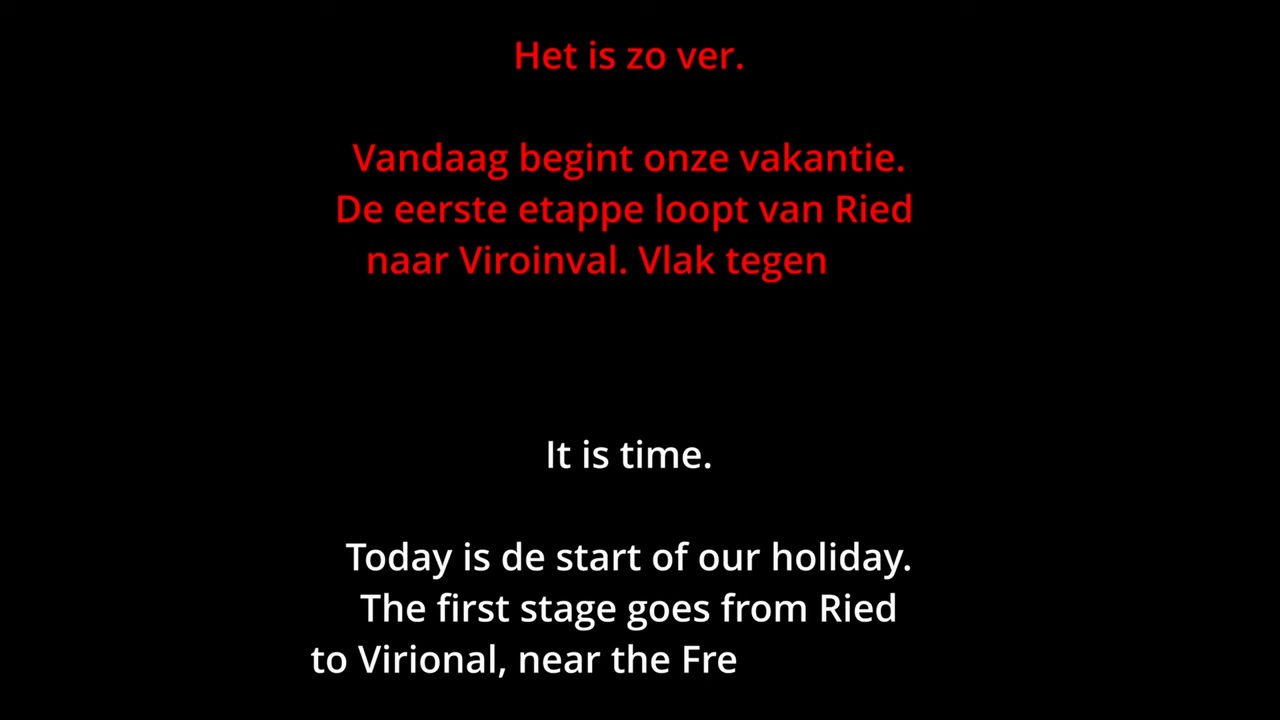 Het is zo ver.
Vandaag begint onze vakantie.
De eerste etappe loopt van Ried
naar Viroinval. Vlak tegen
It is time.
Today is de start of our holiday.
The first stage goes from Ried
to Virional, near the Fre